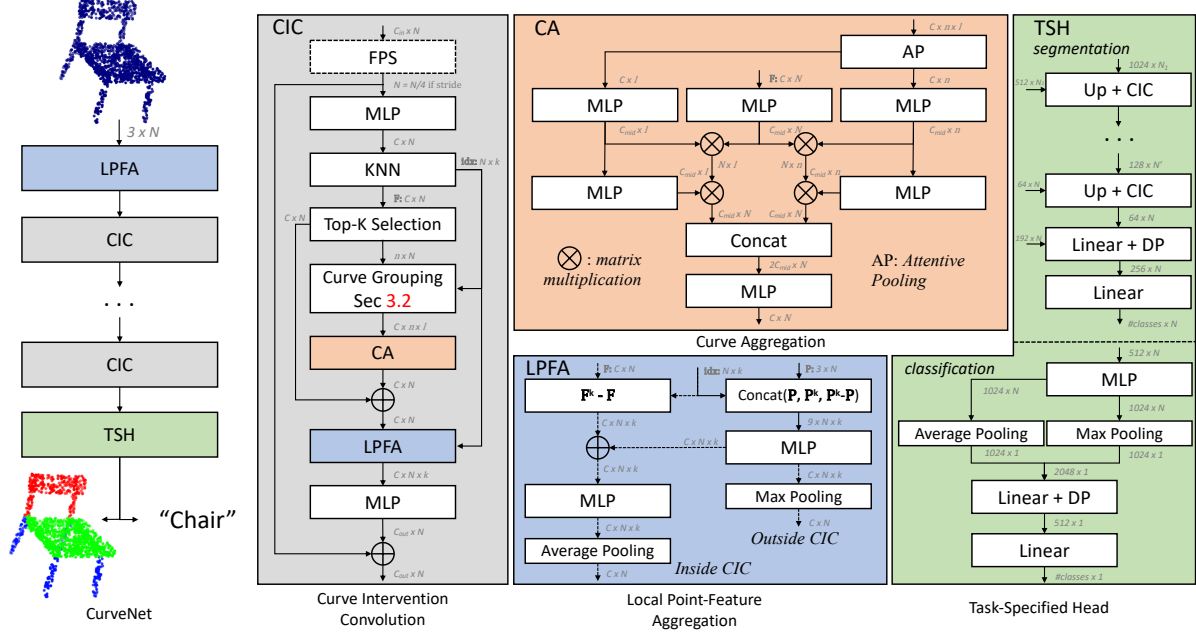 3 x N
LPFA
CIC
. . .
CIC
TSH
“Chair”
CurveNet
CIC
C_in x N
FPS
N = N/4 if stride
MLP
C x N
KNN
idx: N x k
F: C x N
C x N
Top-K Selection
n x N
Curve Grouping
Sec 3.2
C x n x l
CA
C x N
C x N
LPFA
C x N x k
MLP
C_out x N
C_out x N
Curve Intervention
Convolution
CA
C x n x l
AP
C x l
F: C x N
C x n
MLP
MLP
MLP
C_mid x l
C_mid x N
C_mid x n
N x l
N x n
C_mid x l
C_mid x n
MLP
MLP
C_mid x N
C_mid x N
Concat
: matrix
multiplication
AP: Attentive
Pooling
2C_mid x N
MLP
C x N
Curve Aggregation
LPFA
F: C x N
idx: N x k
P: 3 x N
Fᵏ - F
Concat(P, Pᵏ, Pᵏ-P)
C x N x k
9 x N x k
C x N x k
MLP
C x N x k
C x N x k
MLP
Max Pooling
C x N x k
C x N
Outside CIC
Average Pooling
Inside CIC
C x N
Local Point-Feature
Aggregation
TSH
segmentation
1024 x N₁
512 x N₁
Up + CIC
. . .
128 x N'
64 x N
Up + CIC
64 x N
192 x N
Linear + DP
256 x N
Linear
#classes x N
classification
512 x N
MLP
1024 x N
1024 x N
Average Pooling
Max Pooling
1024 x 1
1024 x 1
2048 x 1
Linear + DP
512 x 1
Linear
#classes x 1
Task-Specified Head